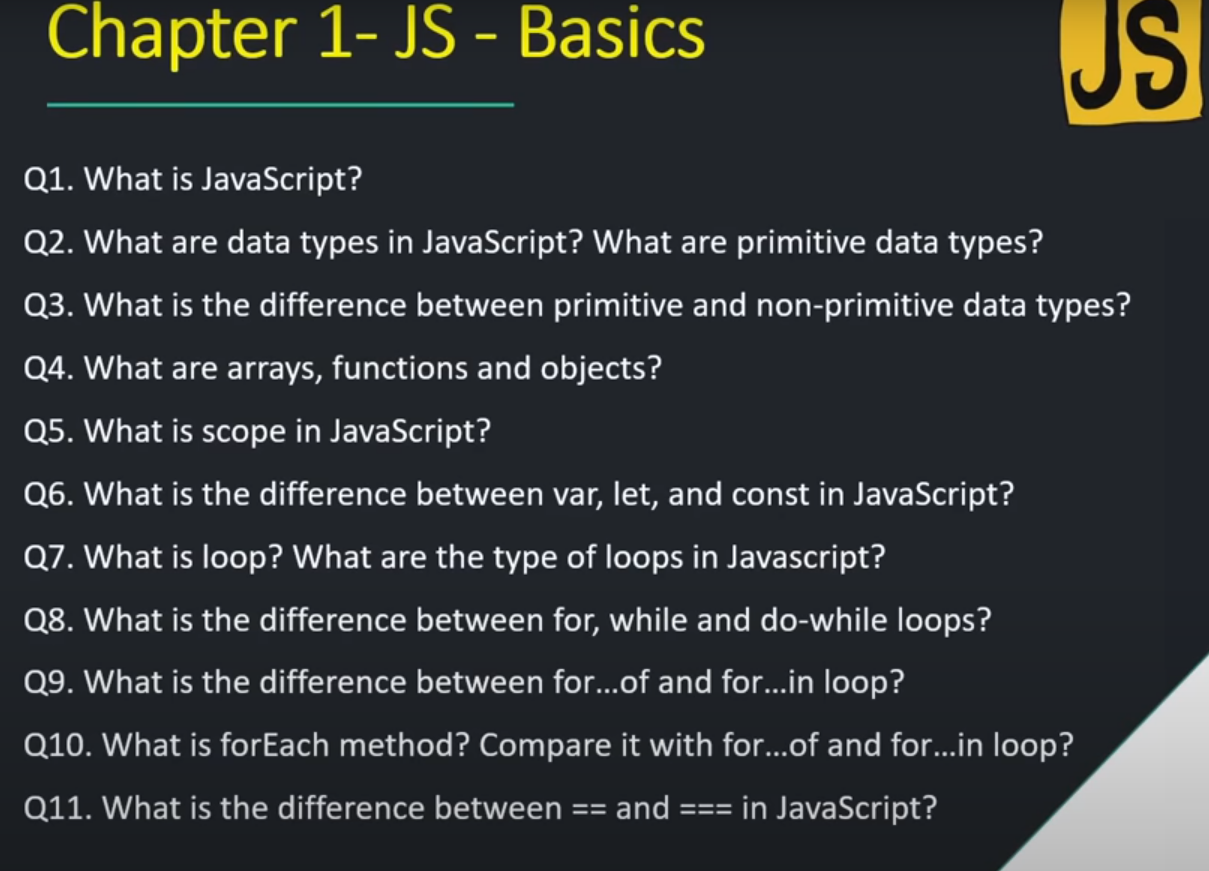 Chapter 1- JS - Basics
JS
Q1. What is JavaScript?
Q2. What are data types in JavaScript? What are primitive data types?
Q3. What is the difference between primitive and non-primitive data types?
Q4. What are arrays, functions and objects?
Q5. What is scope in JavaScript?
Q6. What is the difference between var, let, and const in JavaScript?
Q7. What is loop? What are the type of loops in Javascript?
Q8. What is the difference between for, while and do-while loops?
Q9. What is the difference between for...of and for...in loop?
Q10. What is forEach method? Compare it with for...of and for...in loop?
Q11. What is the difference between == and === in JavaScript?